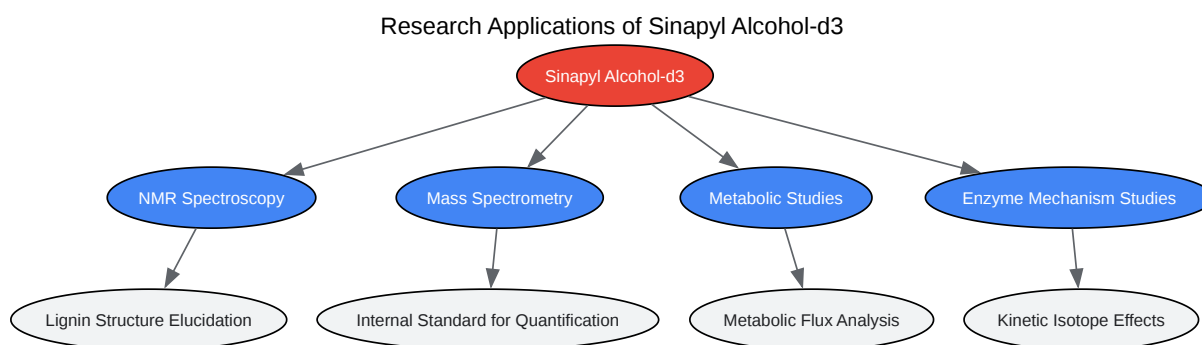 Research Applications of Sinapyl Alcohol-d3
Sinapyl Alcohol-d3
NMR Spectroscopy
Mass Spectrometry
Metabolic Studies
Enzyme Mechanism Studies
Lignin Structure Elucidation
Internal Standard for Quantification
Metabolic Flux Analysis
Kinetic Isotope Effects